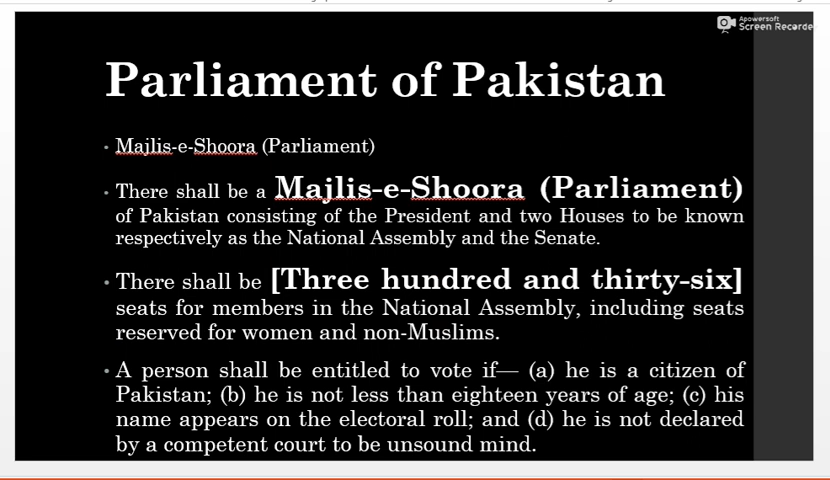 Apowersoft
Screen Recorder
Parliament of Pakistan
• Majlis-e-Shoora (Parliament)
• There shall be a Majlis-e-Shoora (Parliament)
of Pakistan consisting of the President and two Houses to be known
respectively as the National Assembly and the Senate.
• There shall be [Three hundred and thirty-six]
seats for members in the National Assembly, including seats
reserved for women and non-Muslims.
• A person shall be entitled to vote if— (a) he is a citizen of
Pakistan; (b) he is not less than eighteen years of age; (c) his
name appears on the electoral roll; and (d) he is not declared
by a competent court to be unsound mind.